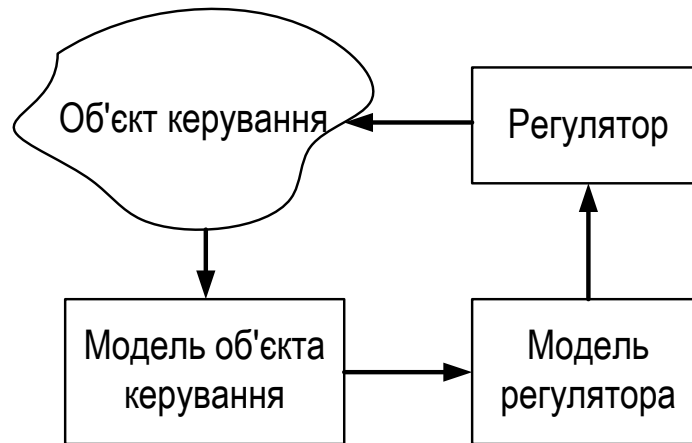 Об'єкт керування
Регулятор
Модель об'єкта
керування
Модель
регулятора